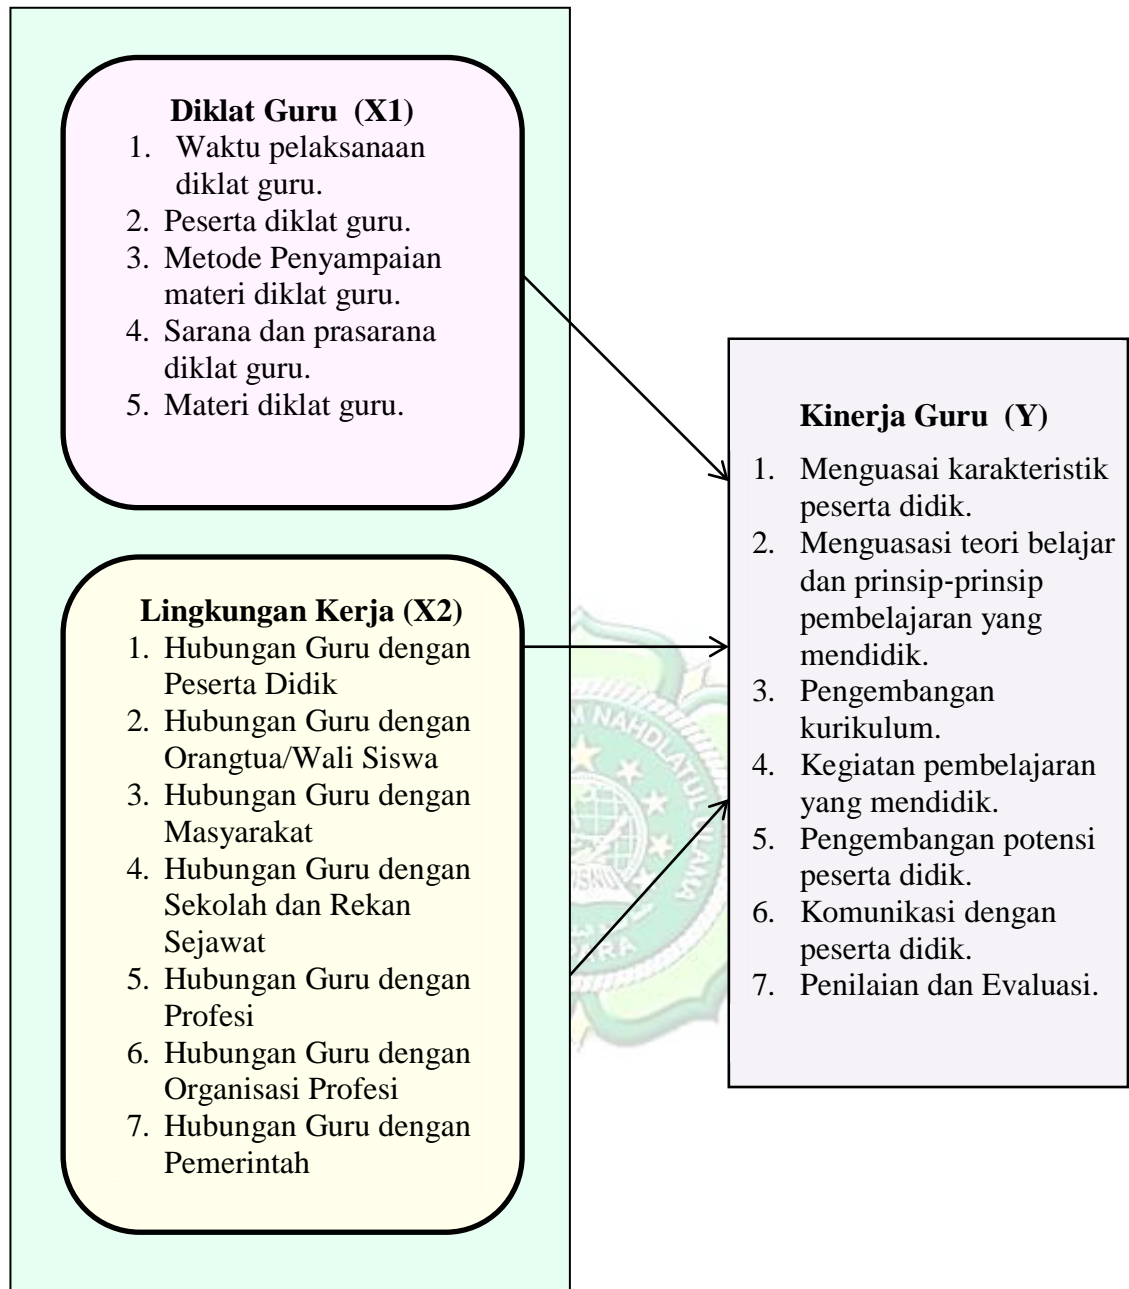 Diklat Guru (X1)
1. Waktu pelaksanaan
diklat guru.
2. Peserta diklat guru.
3. Metode Penyampaian
materi diklat guru.
4. Sarana dan prasarana
diklat guru.
5. Materi diklat guru.
Lingkungan Kerja (X2)
1. Hubungan Guru dengan
Peserta Didik
2. Hubungan Guru dengan
Orangtua/Wali Siswa
3. Hubungan Guru dengan
Masyarakat
4. Hubungan Guru dengan
Sekolah dan Rekan
Sejawat
5. Hubungan Guru dengan
Profesi
6. Hubungan Guru dengan
Organisasi Profesi
7. Hubungan Guru dengan
Pemerintah
Kinerja Guru (Y)
1. Menguasai karakteristik
peserta didik.
2. Menguasasi teori belajar
dan prinsip-prinsip
pembelajaran yang
mendidik.
3. Pengembangan
kurikulum.
4. Kegiatan pembelajaran
yang mendidik.
5. Pengembangan potensi
peserta didik.
6. Komunikasi dengan
peserta didik.
7. Penilaian dan Evaluasi.
NAHDLATUL ULAMA